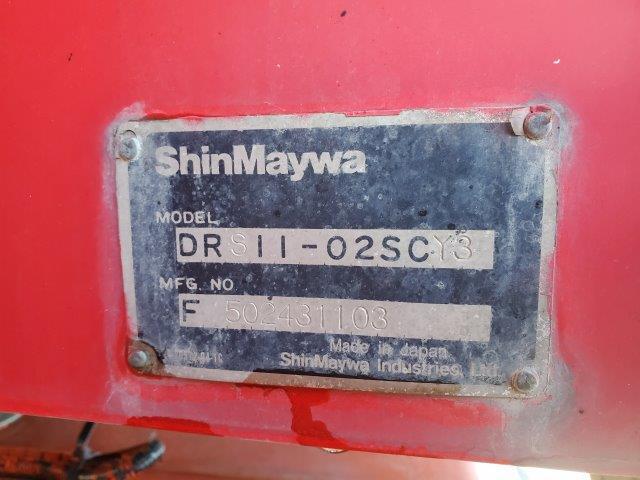 ShinMaywa
MODEL
DRS11-02SCY3
MFG. NO
F 502431103
Made in Japan
ShinMaywa Industries, Ltd.